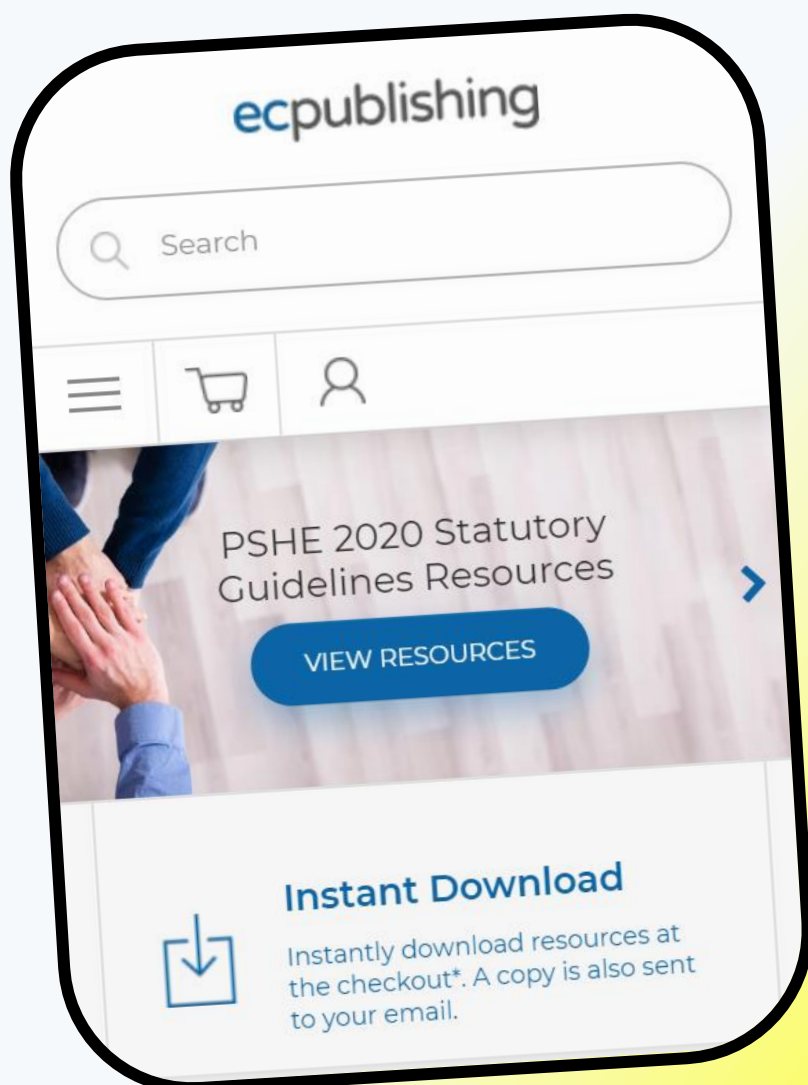 ecpublishing
Search
PSHE 2020 Statutory
Guidelines Resources
VIEW RESOURCES
Instant Download
Instantly download resources at
the checkout*. A copy is also sent
to your email.